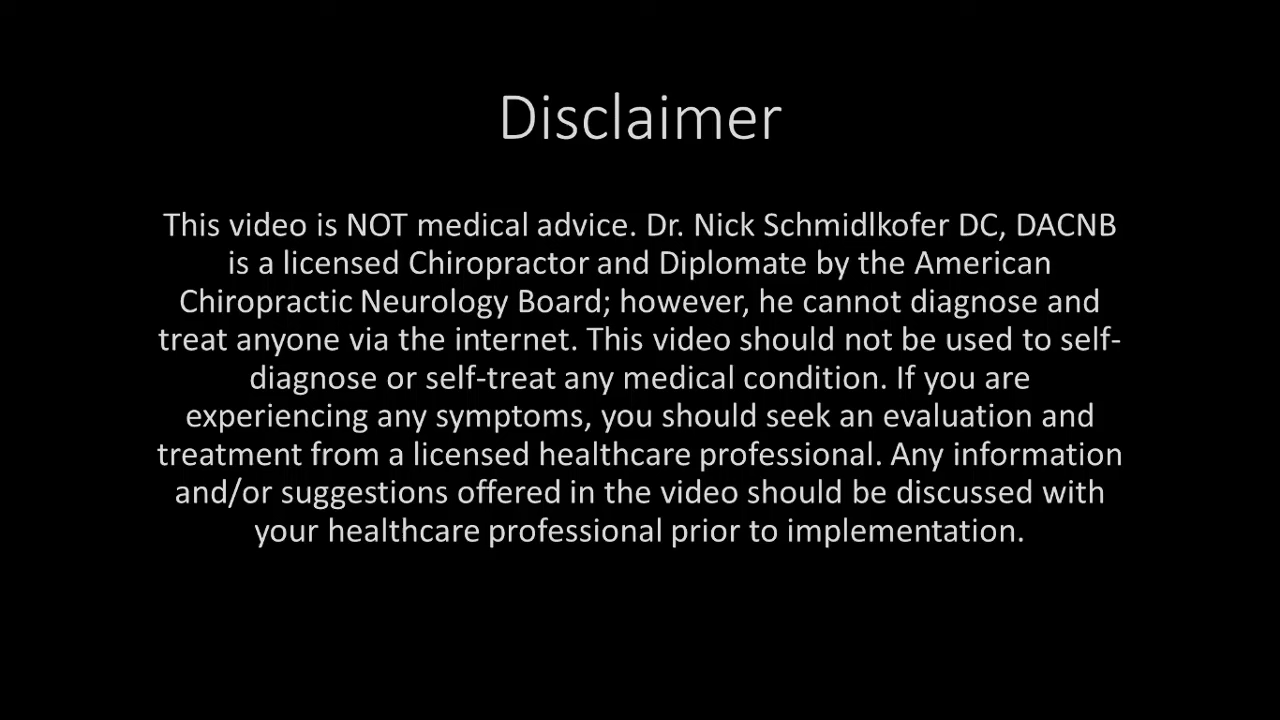 Disclaimer
This video is NOT medical advice. Dr. Nick Schmidlkofer DC, DACNB
is a licensed Chiropractor and Diplomate by the American
Chiropractic Neurology Board; however, he cannot diagnose and
treat anyone via the internet. This video should not be used to self-
diagnose or self-treat any medical condition. If you are
experiencing any symptoms, you should seek an evaluation and
treatment from a licensed healthcare professional. Any information
and/or suggestions offered in the video should be discussed with
your healthcare professional prior to implementation.